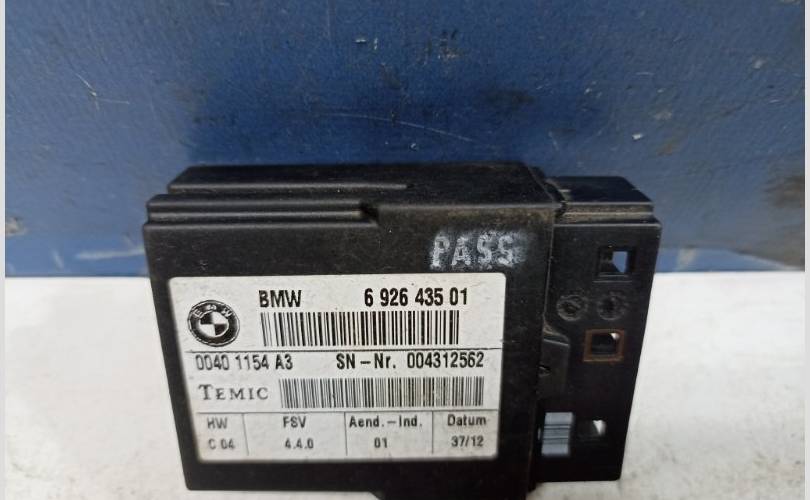 PASS
BMW 6 926 435 01
BMW
0040 1154 A3 SN-Nr. 004312562
TEMIC
HW FSV Aend.-Ind. Datum
C 04 4.4.0 01 37/12